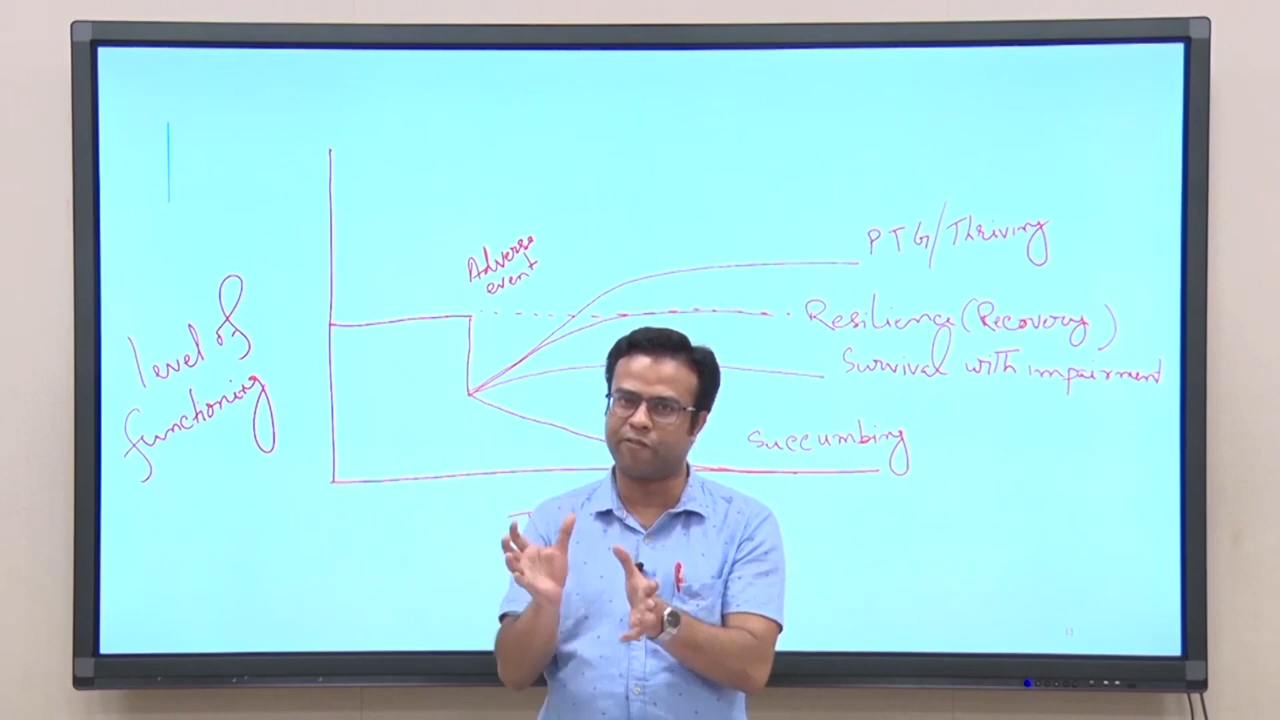 Adverse
event
PTG/Thriving
Resilience (Recovery)
Survival with impairment
Level of
functioning
Succumbing